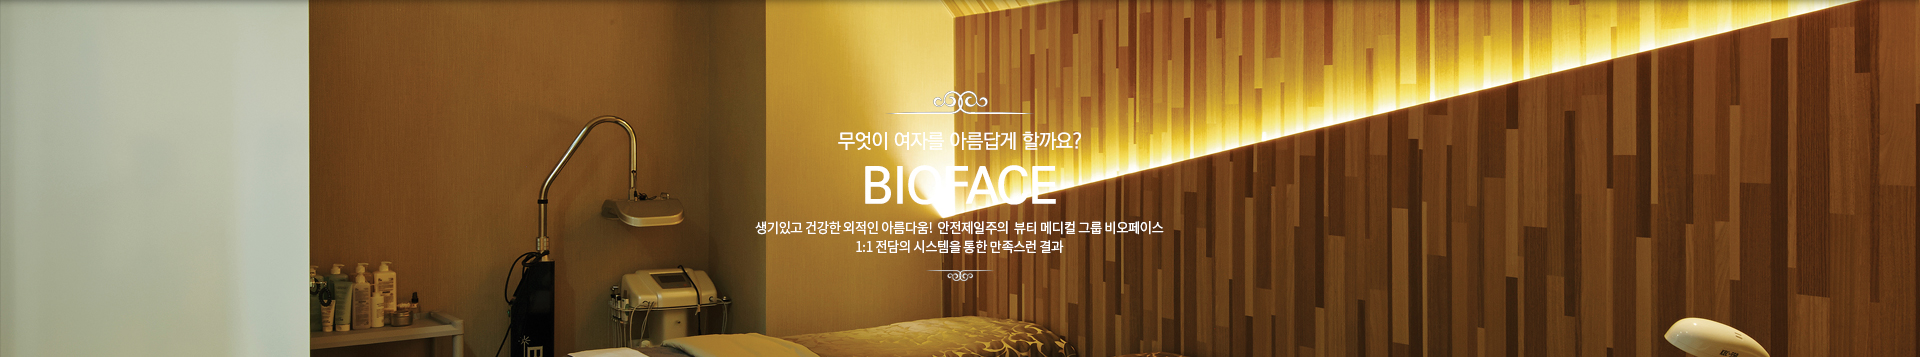 무엇이 여자를 아름답게 할까요?
BIOFACE
생기있고 건강한 외적인 아름다움! 안전제일주의 뷰티 메디컬 그룹 비오페이스
1:1 전담의 시스템을 통한 만족스런 결과